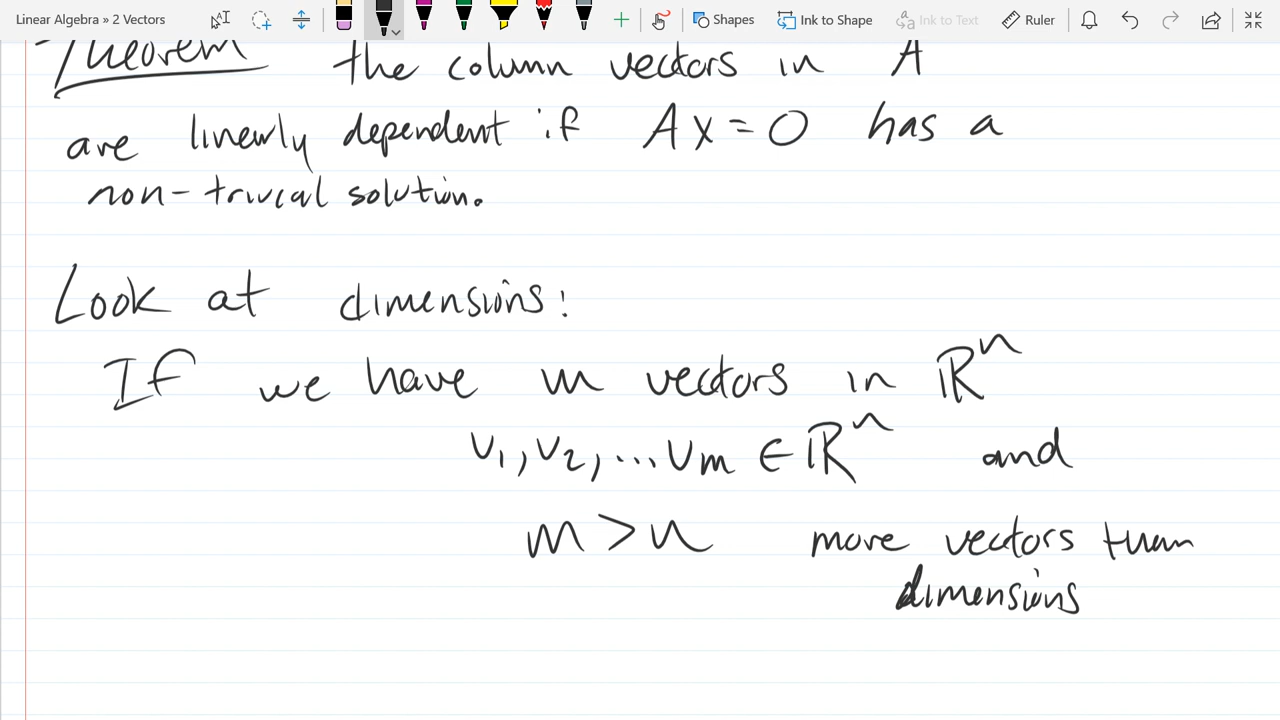 Linear Algebra » 2 Vectors
Shapes
Ink to Shape
Ink to Text
Ruler
Theorem the column vectors in A
are linearly dependent if Ax=0 has a
non-trivial solution.
Look at dimensions:
If we have m vectors in ℝⁿ
v₁, v₂, ... vₘ ∈ ℝⁿ and
m > n more vectors than
dimensions